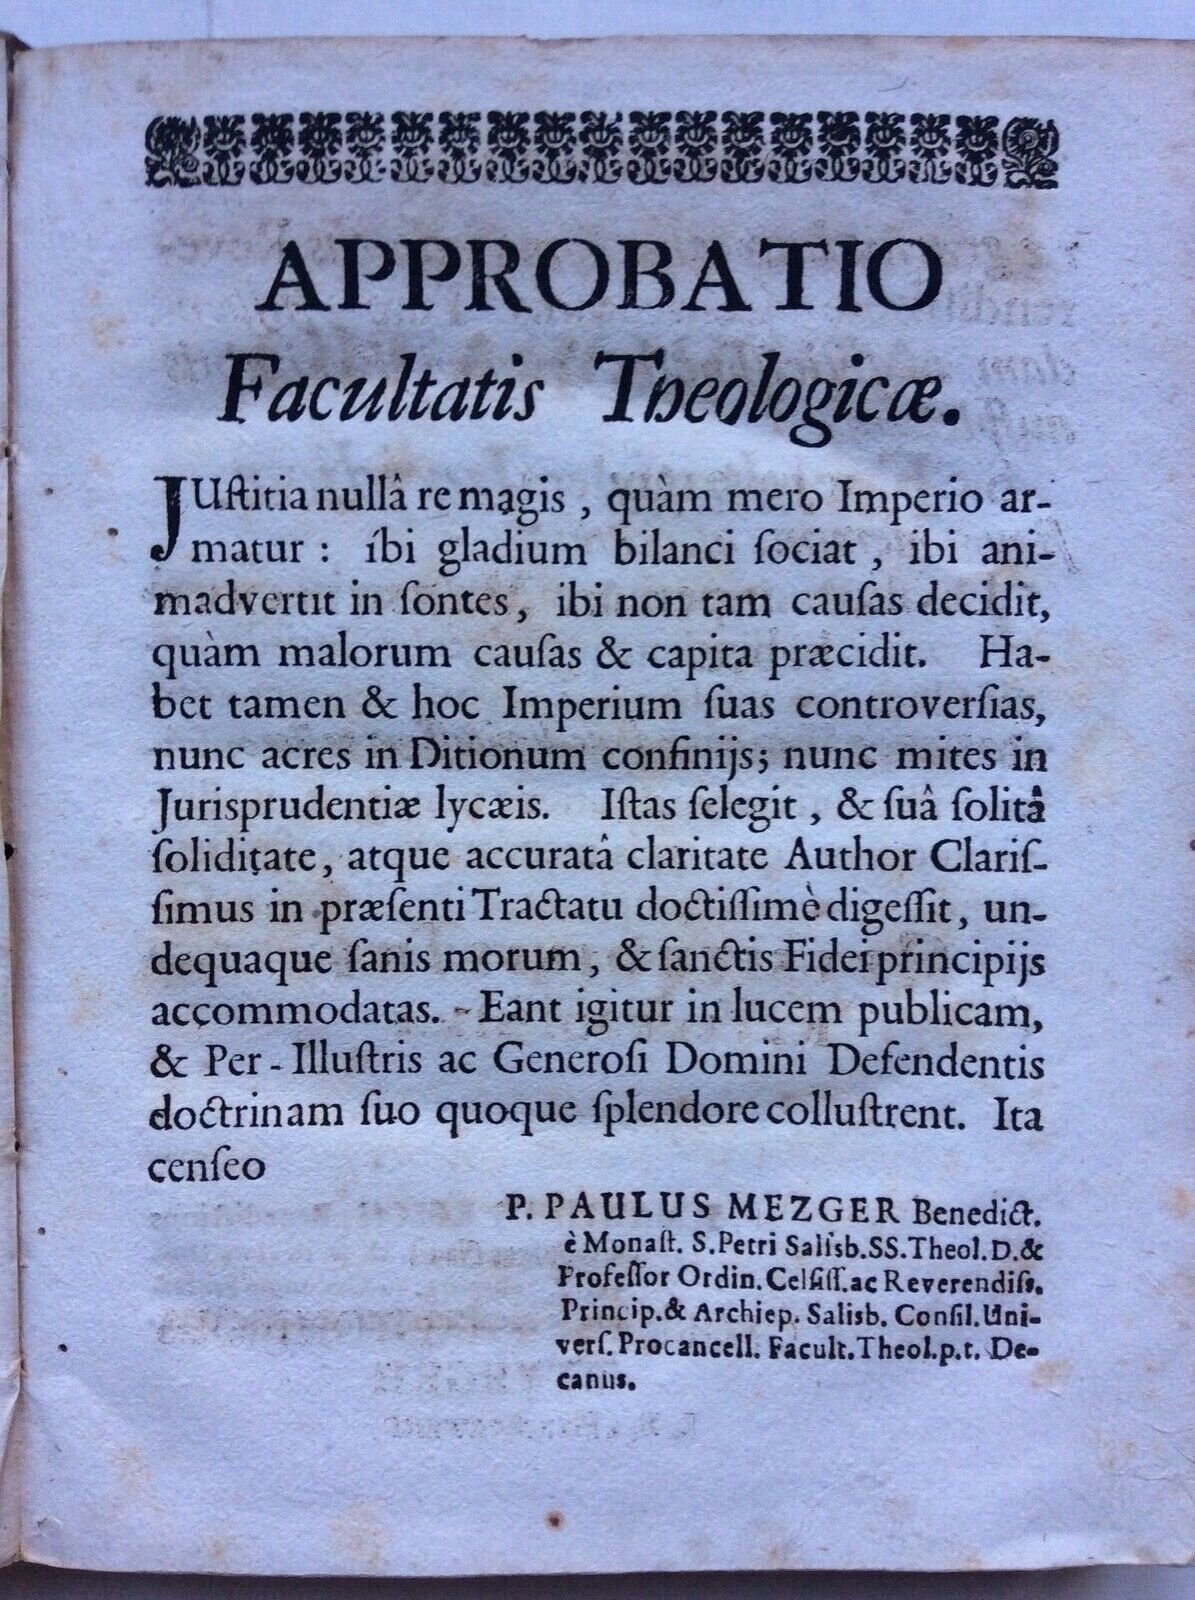 APPROBATIO
Facultatis Theologicæ.
JUſtitia nullâ re magis, quàm mero Imperio ar-
matur: ibi gladium bilanci ſociat, ibi ani-
madvertit in ſontes, ibi non tam cauſas decidit,
quàm malorum cauſas & capita præcidit. Ha-
bet tamen & hoc Imperium ſuas controverſias,
nunc acres in Ditionum confinijs; nunc mites in
Jurisprudentiæ lycæis. Iſtas ſelegit, & ſuâ ſolitâ
ſoliditate, atque accuratâ claritate Author Clariſ-
ſimus in præſenti Tractatu doctiſſimè digeſſit, un-
dequaque ſanis morum, & ſanctis Fidei principijs
accommodatas. Eant igitur in lucem publicam,
& Per-Illuſtris ac Generoſi Domini Defendentis
doctrinam ſuo quoque ſplendore colluſtrent. Ita
cenſeo
P. PAULUS MEZGER Benedict.
è Monaſt. S. Petri Salisb. SS. Theol. D. &
Profeſſor Ordin. Celſiſſ. ac Reverendiſs.
Princip. & Archiep. Salisb. Conſil. Uni-
verſ. Procancell. Facult. Theol. p. t. De-
canus.